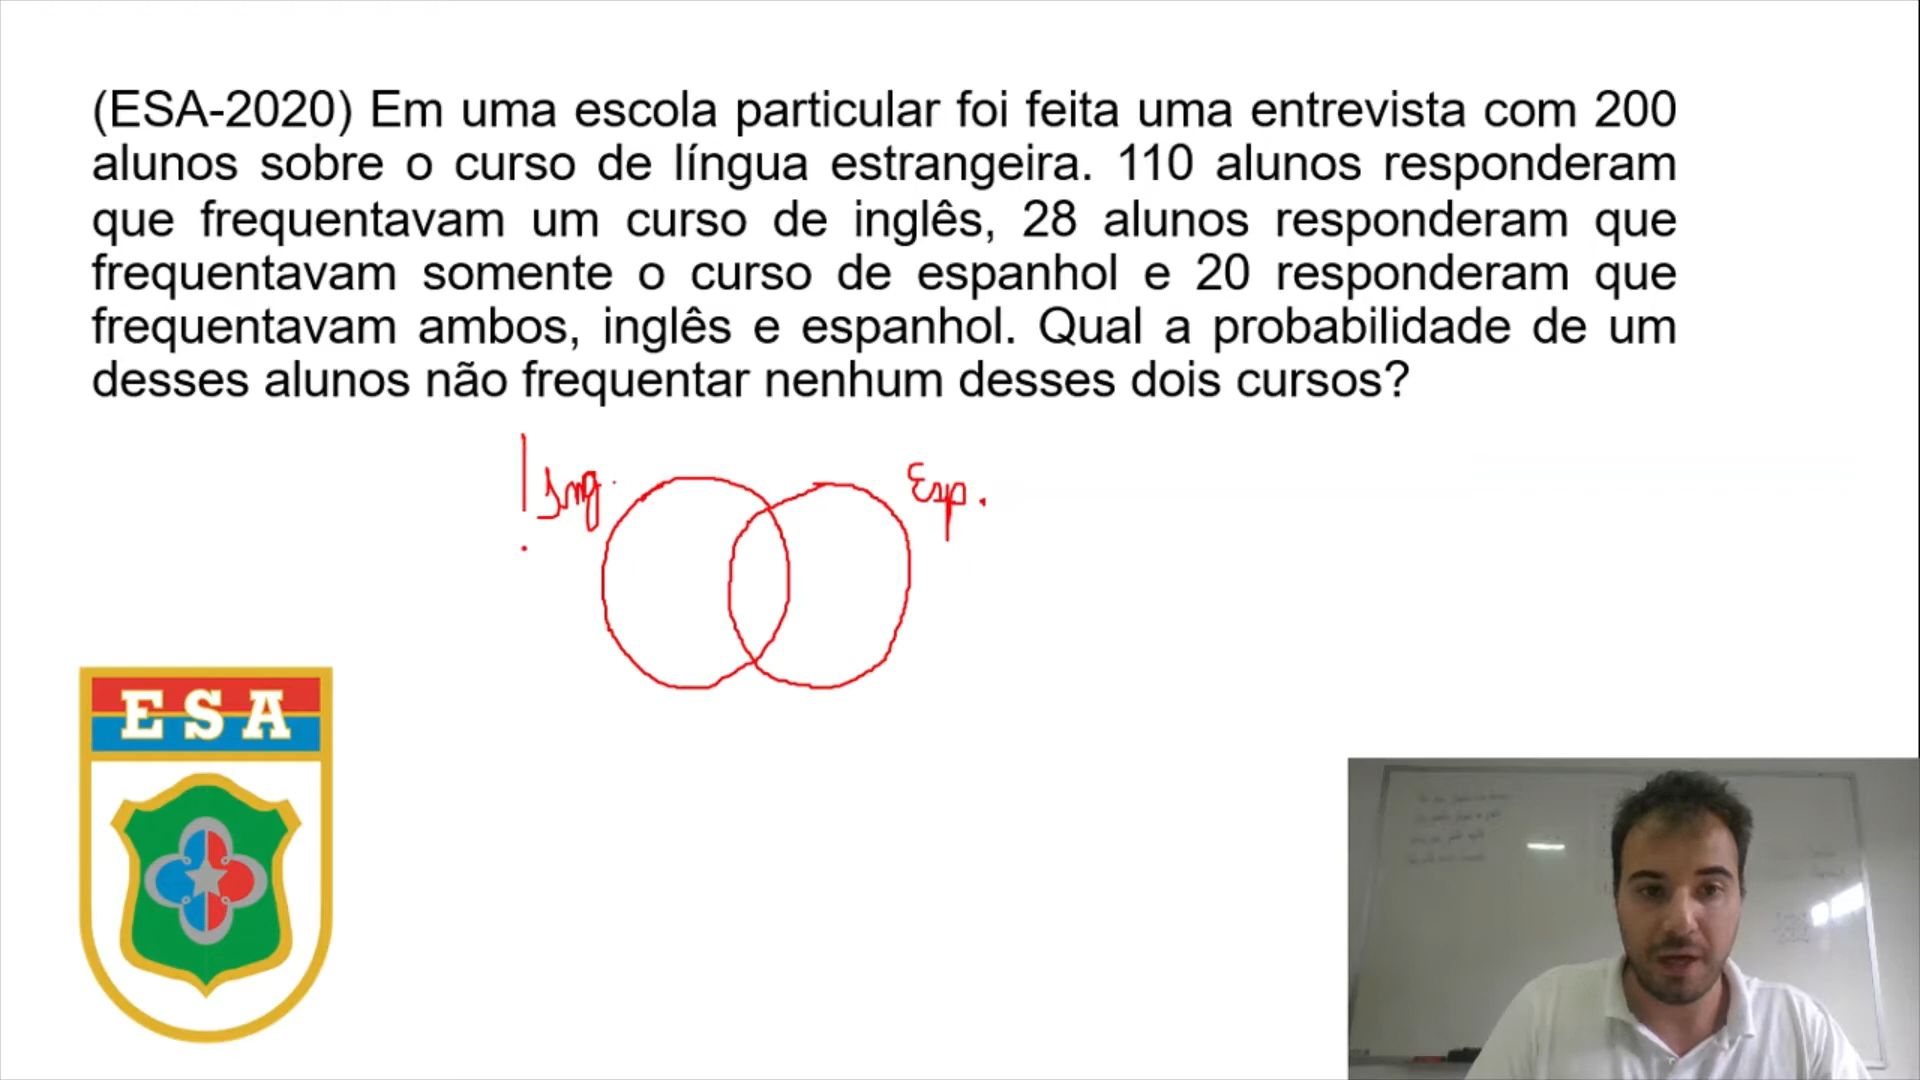 (ESA-2020) Em uma escola particular foi feita uma entrevista com 200
alunos sobre o curso de língua estrangeira. 110 alunos responderam
que frequentavam um curso de inglês, 28 alunos responderam que
frequentavam somente o curso de espanhol e 20 responderam que
frequentavam ambos, inglês e espanhol. Qual a probabilidade de um
desses alunos não frequentar nenhum desses dois cursos?
Ing.
Esp.
ESA